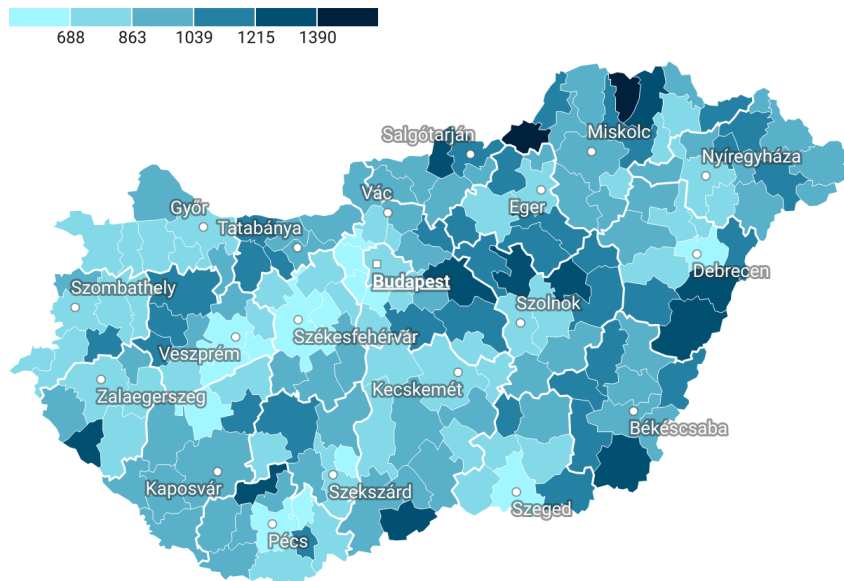 688 863 1039 1215 1390
Salgótarján
Miskolc
Nyíregyháza
Vác
Eger
Győr
Tatabánya
Debrecen
Budapest
Szombathely
Szolnok
Székesfehérvár
Veszprém
Kecskemét
Zalaegerszeg
Békéscsaba
Kaposvár
Szekszárd
Szeged
Pécs